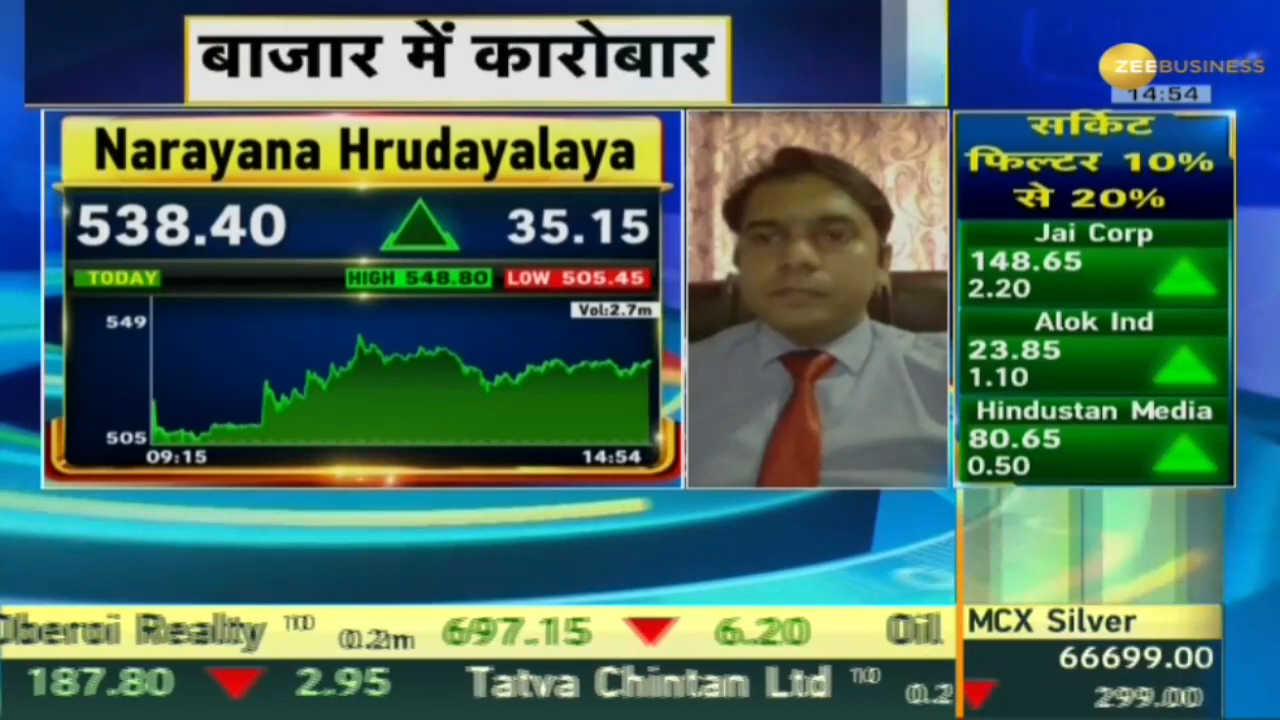 बाजार में कारोबार
ZEEBUSINESS
14:54
Narayana Hrudayalaya
538.40 35.15
TODAY HIGH 548.80 LOW 505.45
Vol:2.7m
549
505
09:15 14:54
सर्किट
फिल्टर 10%
से 20%
Jai Corp
148.65
2.20
Alok Ind
23.85
1.10
Hindustan Media
80.65
0.50
Oberoi Realty 0.2m 697.15 6.20 Oil
187.80 2.95 Tatva Chintan Ltd 0.2
MCX Silver
66699.00
299.00